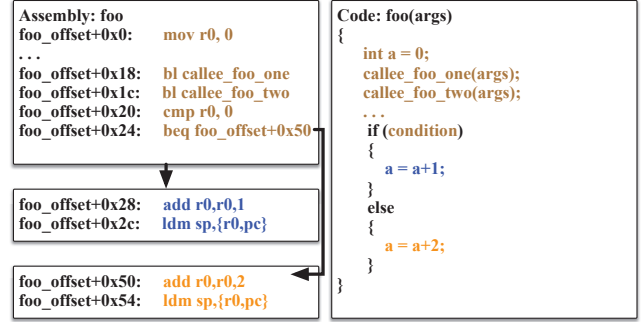 Assembly: foo
foo_offset+0x0: mov r0, 0
. . .
foo_offset+0x18: bl callee_foo_one
foo_offset+0x1c: bl callee_foo_two
foo_offset+0x20: cmp r0, 0
foo_offset+0x24: beq foo_offset+0x50
foo_offset+0x28: add r0,r0,1
foo_offset+0x2c: ldm sp,{r0,pc}
foo_offset+0x50: add r0,r0,2
foo_offset+0x54: ldm sp,{r0,pc}
Code: foo(args)
{
int a = 0;
callee_foo_one(args);
callee_foo_two(args);
. . .
if (condition)
{
a = a+1;
}
else
{
a = a+2;
}
}